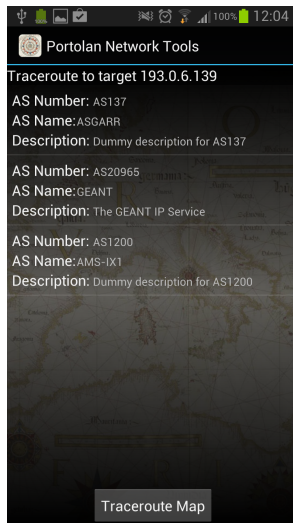 100% 12:04
Portolan Network Tools
Traceroute to target 193.0.6.139
AS Number: AS137
AS Name:ASGARR
Description: Dummy description for AS137
AS Number: AS20965
AS Name:GEANT
Description: The GEANT IP Service
AS Number: AS1200
AS Name:AMS-IX1
Description: Dummy description for AS1200
Traceroute Map